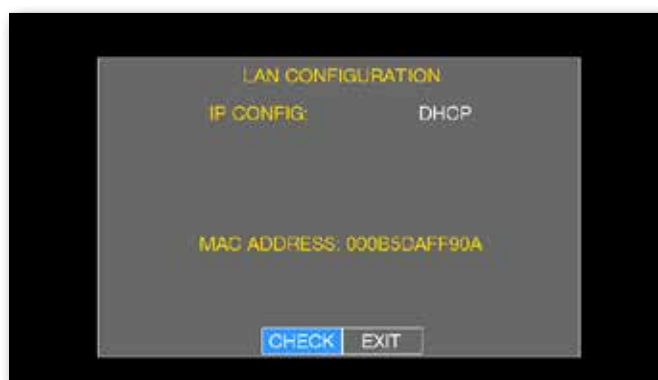 LAN CONFIGURATION
IP CONFIG: DHCP
MAC ADDRESS: 000B5DAFF90A
CHECK EXIT